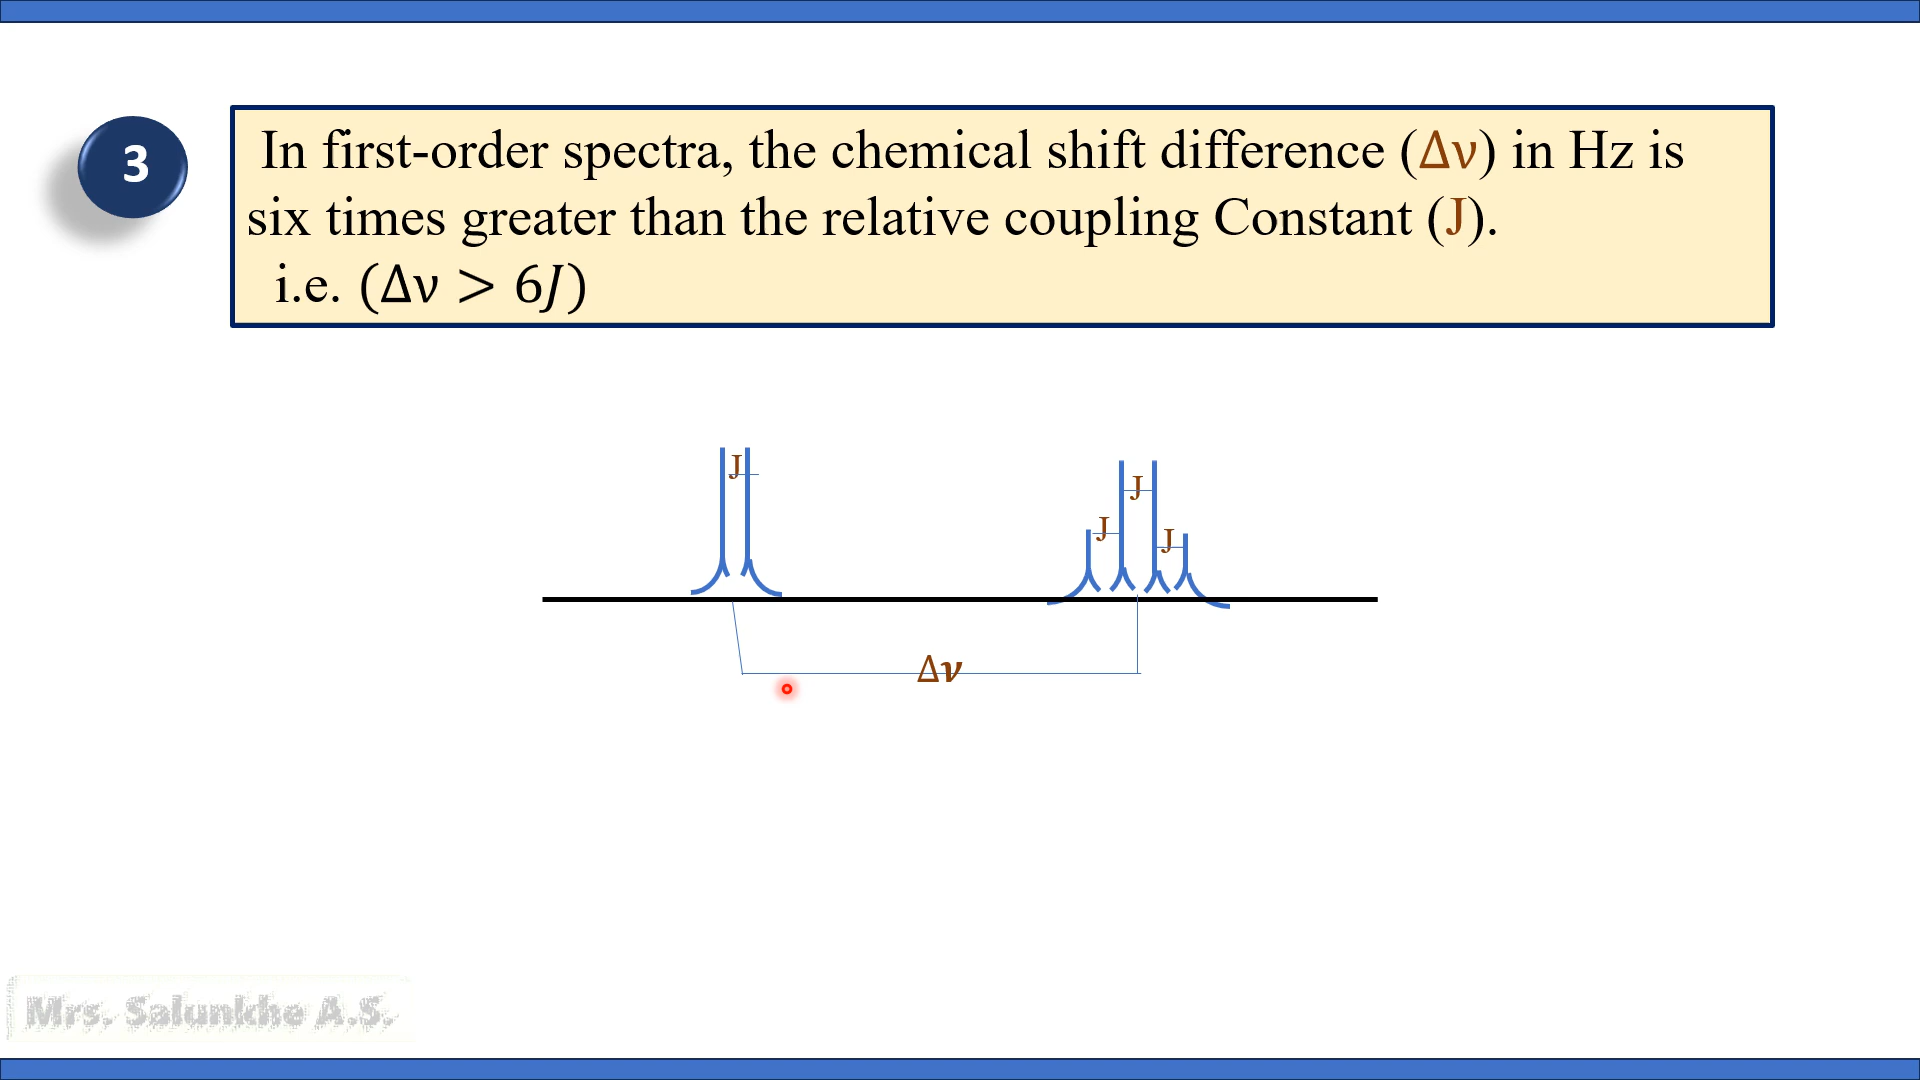 3
In first-order spectra, the chemical shift difference (Δν) in Hz is
six times greater than the relative coupling Constant (J).
i.e. (Δν > 6J)
J
J
J
J
Δν
Mrs. Salunkhe A.S.